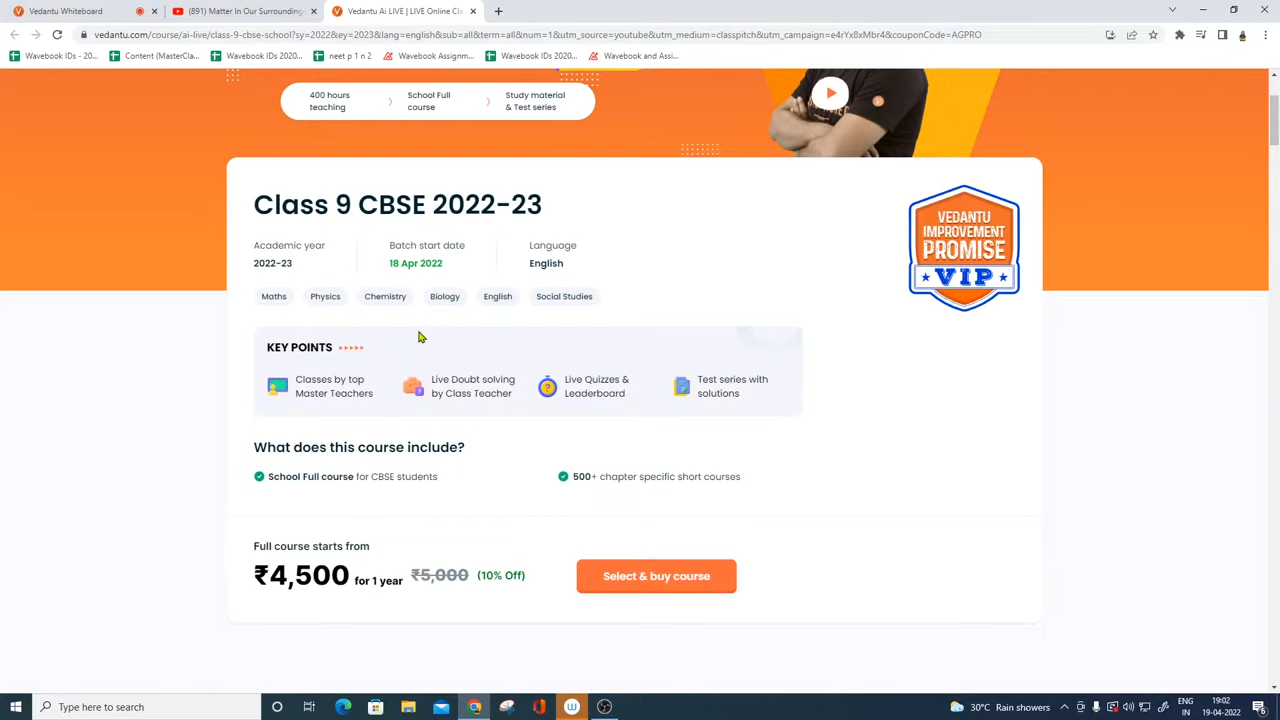 Vedantu Whiteboard
(891) Matter In Our Surrounding
Vedantu Ai LIVE | LIVE Online Cla
vedantu.com/course/ai-live/class-9-cbse-school?sy=2022&ey=2023&lang=english&sub=all&term=all&num=1&utm_source=youtube&utm_medium=classpitch&utm_campaign=e4rYx8xMbr4&couponCode=AGPRO
Wavebook IDs - 20...
Content (MasterCla...
Wavebook IDs 2020...
neet p 1 n 2
Wavebook Assignm...
Wavebook IDs 2020...
Wavebook and Assi...
400 hours
teaching
School Full
course
Study material
& Test series
Class 9 CBSE 2022-23
VEDANTU
IMPROVEMENT
PROMISE
VIP
Academic year
Batch start date
Language
2022-23
18 Apr 2022
English
Maths
Physics
Chemistry
Biology
English
Social Studies
KEY POINTS
Classes by top
Master Teachers
Live Doubt solving
by Class Teacher
Live Quizzes &
Leaderboard
Test series with
solutions
What does this course include?
School Full course for CBSE students
500+ chapter specific short courses
Full course starts from
₹4,500 for 1 year ₹5,000 (10% Off)
Select & buy course
Type here to search
30°C Rain showers
ENG
IN
19:02
19-04-2022